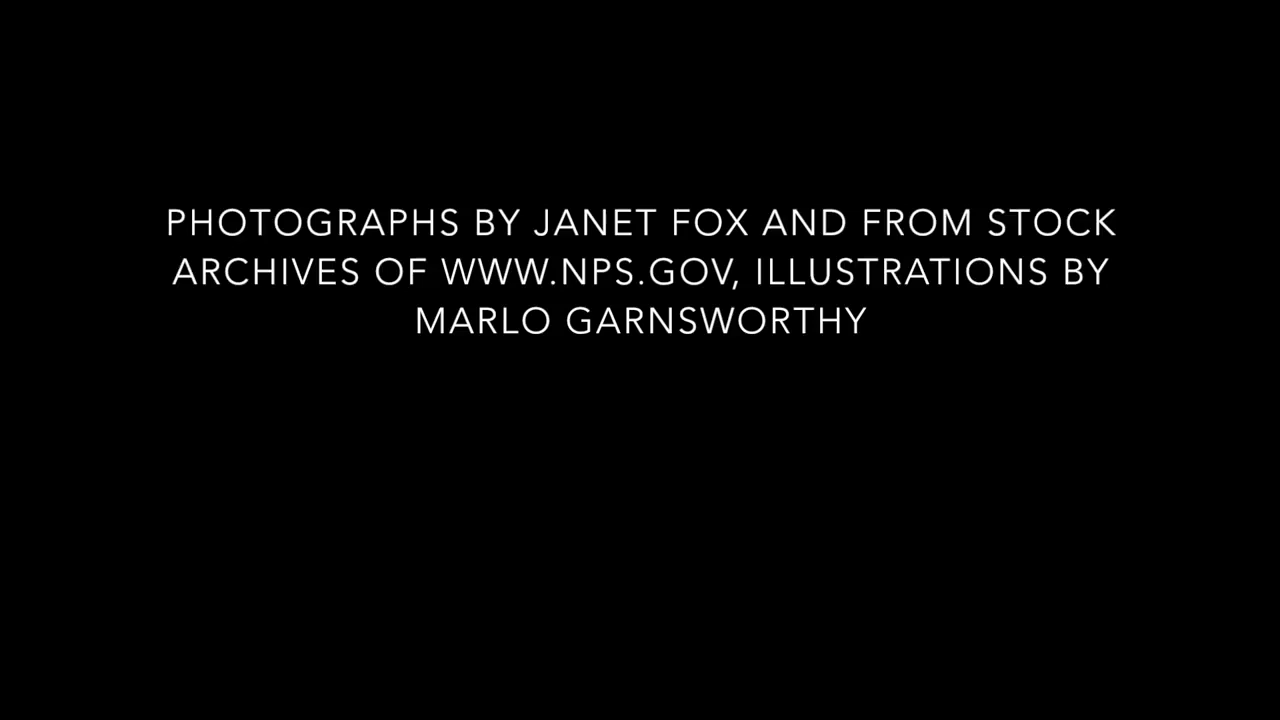 PHOTOGRAPHS BY JANET FOX AND FROM STOCK
ARCHIVES OF WWW.NPS.GOV, ILLUSTRATIONS BY
MARLO GARNSWORTHY